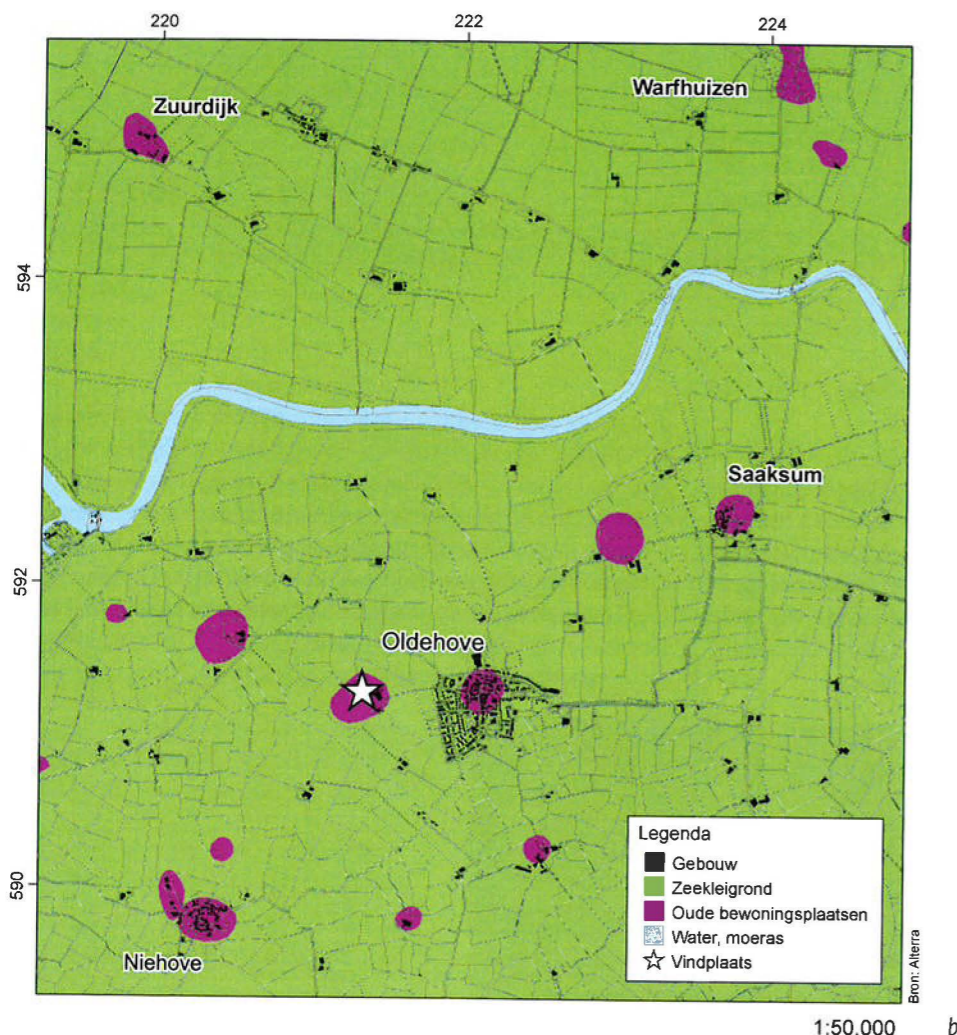 220
222
224
Warfhuizen
Zuurdijk
594
Saaksum
592
Oldehove
590
Niehove
Legenda
Gebouw
Zeekleigrond
Oude bewoningsplaatsen
Water, moeras
Vindplaats
Bron: Alterra
1:50.000
b